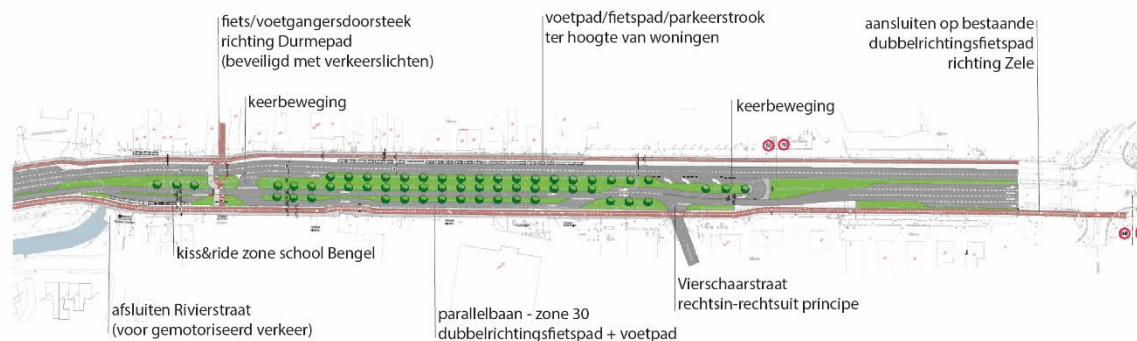 fiets/voetgangersdoorsteek
richting Durmepad
(beveiligd met verkeerslichten)
voetpad/fietspad/parkeerstrook
ter hoogte van woningen
aansluiten op bestaande
dubbelrichtingsfietspad
richting Zele
keerbeweging
keerbeweging
kiss&ride zone school Bengel
afsluiten Rivierstraat
(voor gemotoriseerd verkeer)
parallelbaan - zone 30
dubbelrichtingsfietspad + voetpad
Vierschaarstraat
rechtsin-rechtsuit principe